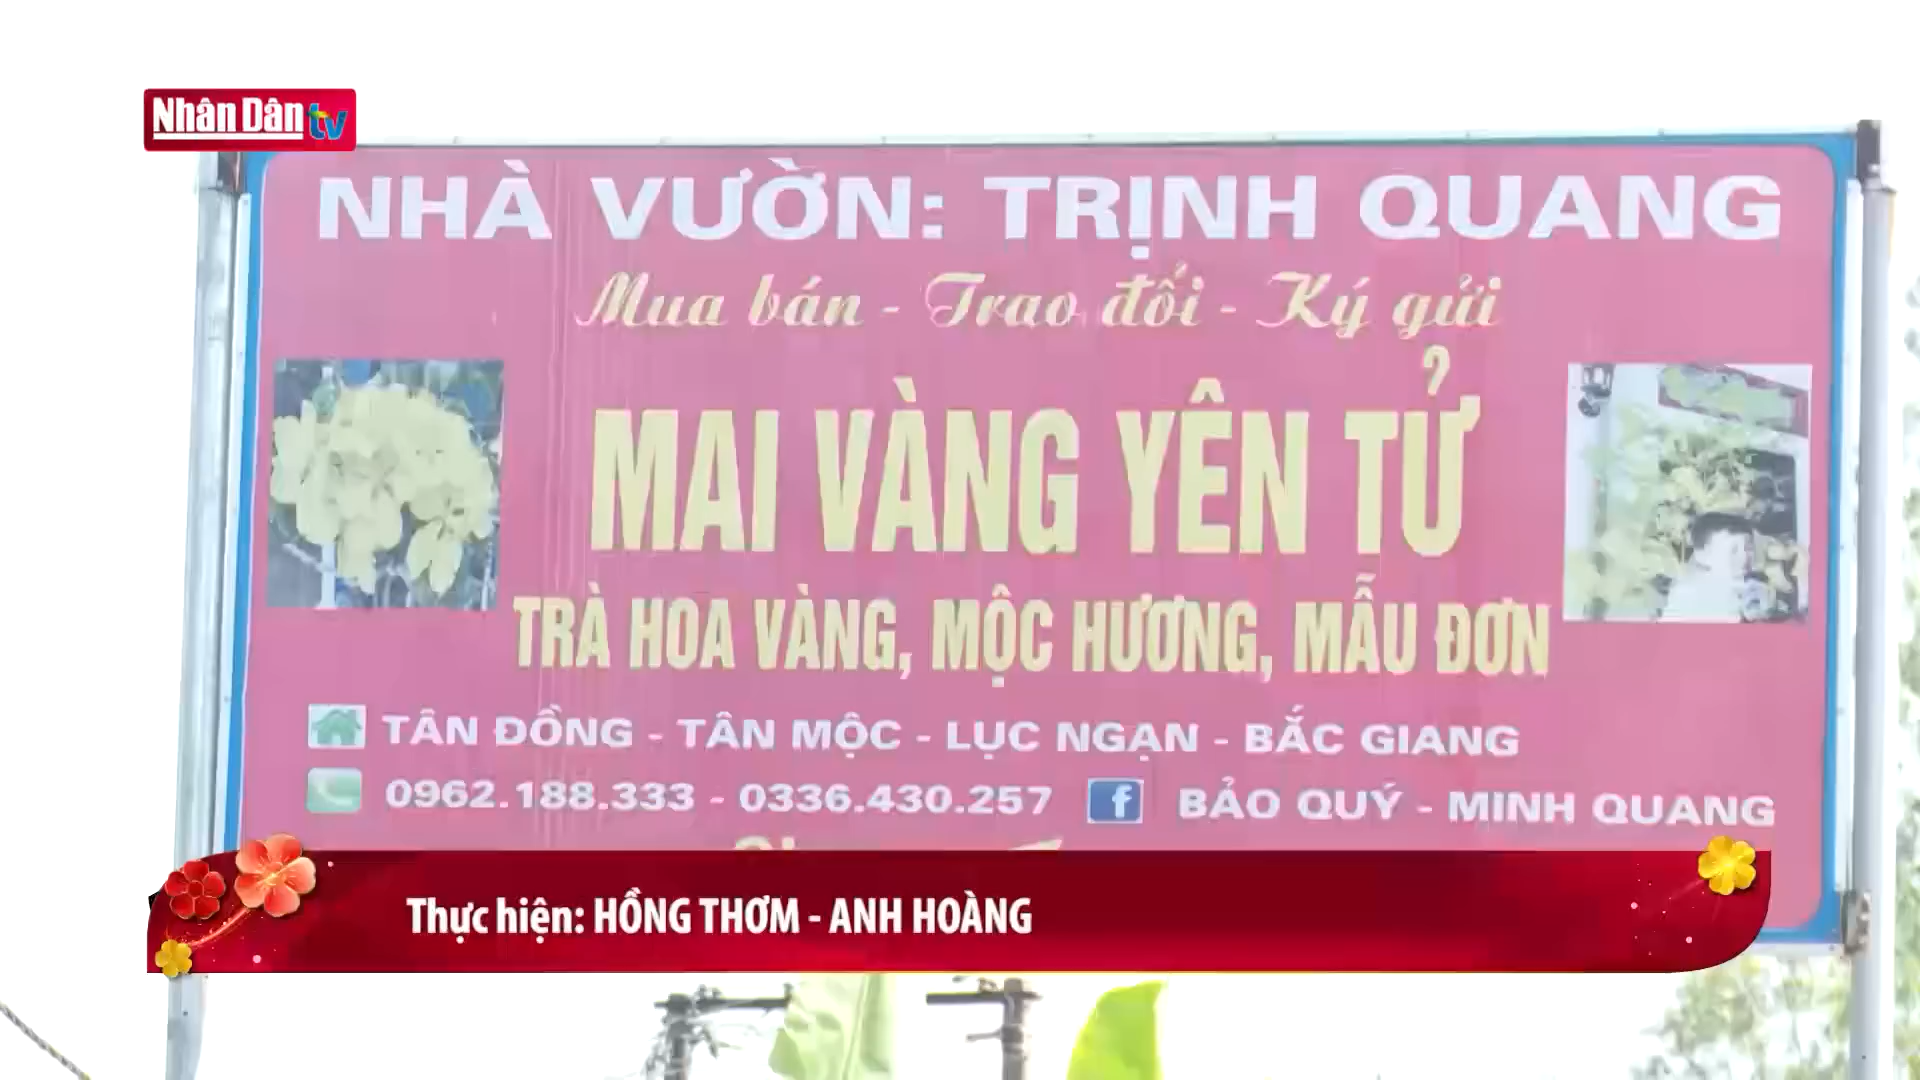 Nhân Dân tv
NHÀ VƯỜN: TRỊNH QUANG
Mua bán - Trao đổi - Ký gửi
MAI VÀNG YÊN TỬ
TRÀ HOA VÀNG, MỘC HƯƠNG, MẪU ĐƠN
TÂN ĐỒNG - TÂN MỘC - LỤC NGẠN - BẮC GIANG
0962.188.333 - 0336.430.257 f BẢO QUÝ - MINH QUANG
Thực hiện: HỒNG THƠM - ANH HOÀNG